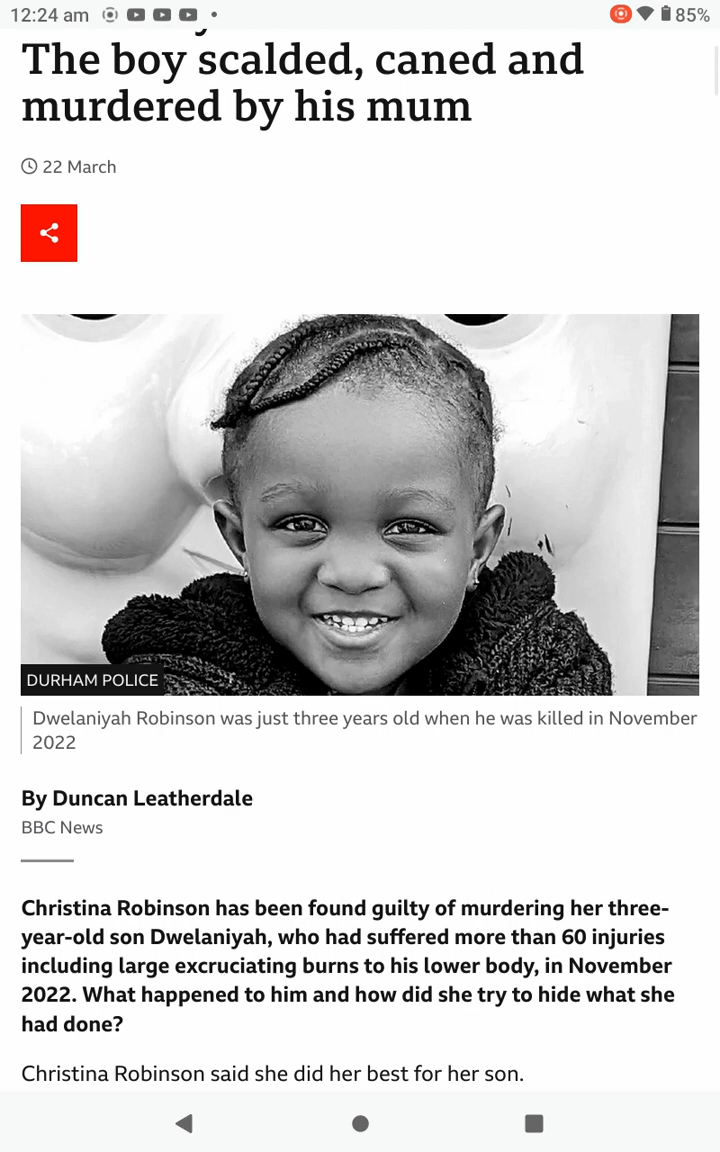 12:24 am
85%
The boy scalded, caned and
murdered by his mum
22 March
DURHAM POLICE
Dwelaniyah Robinson was just three years old when he was killed in November
2022
By Duncan Leatherdale
BBC News
Christina Robinson has been found guilty of murdering her three-
year-old son Dwelaniyah, who had suffered more than 60 injuries
including large excruciating burns to his lower body, in November
2022. What happened to him and how did she try to hide what she
had done?
Christina Robinson said she did her best for her son.